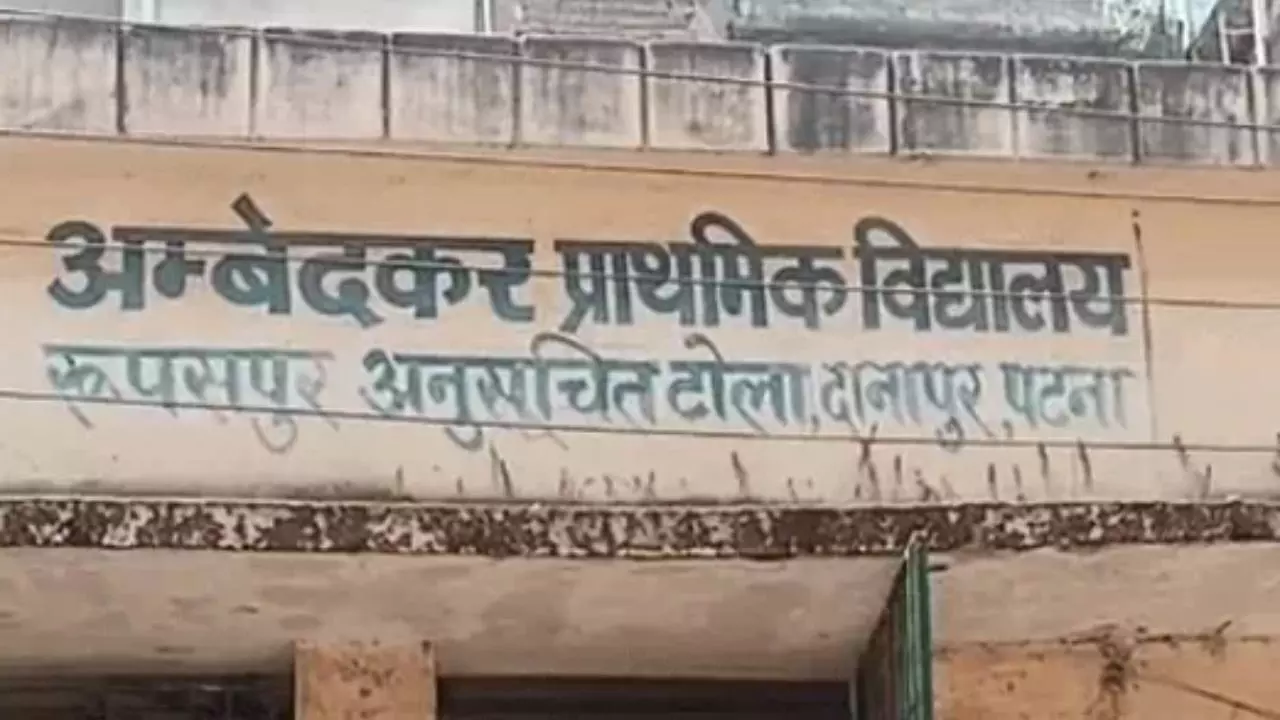 अम्बेदकर प्राथमिक विद्यालय
रूपसपुर अनुसूचित टोला, दानापुर, पटना